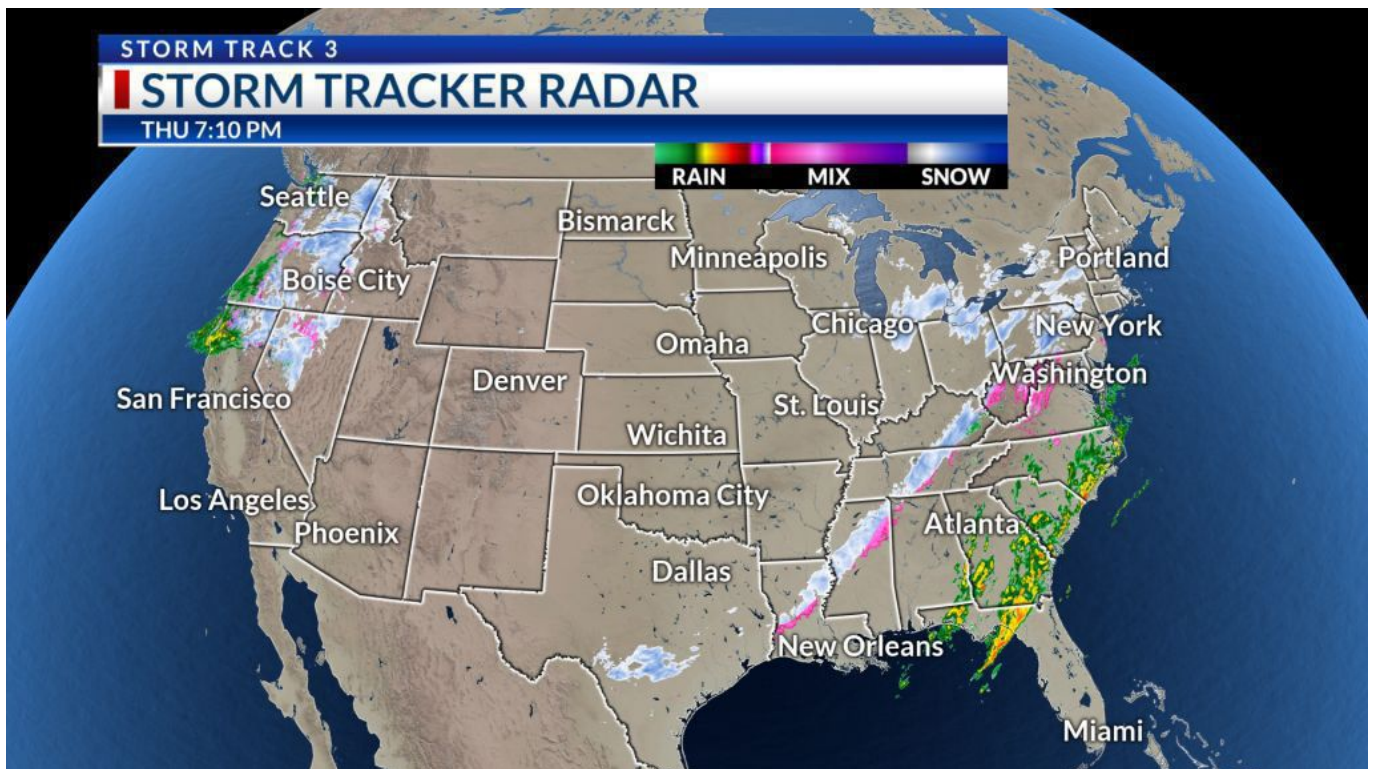 STORM TRACK 3
STORM TRACKER RADAR
THU 7:10 PM
RAIN MIX SNOW
Seattle
Bismarck
Minneapolis
Portland
Boise City
Chicago
New York
Omaha
Washington
Denver
San Francisco
St. Louis
Wichita
Los Angeles
Oklahoma City
Phoenix
Atlanta
Dallas
New Orleans
Miami